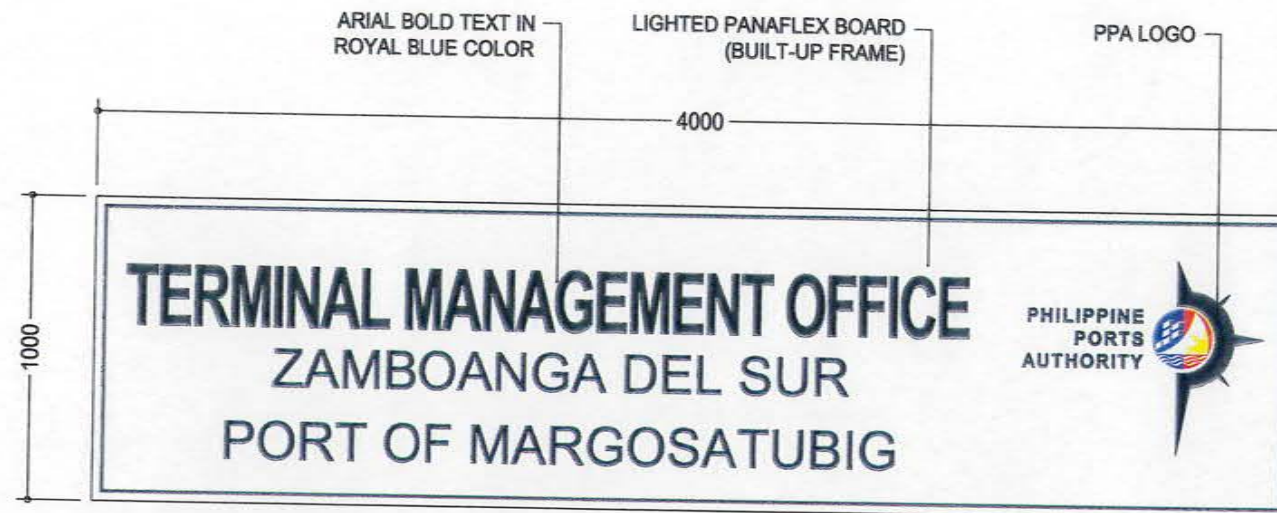 ARIAL BOLD TEXT IN
ROYAL BLUE COLOR
LIGHTED PANAFLEX BOARD
(BUILT-UP FRAME)
PPA LOGO
4000
1000
TERMINAL MANAGEMENT OFFICE
ZAMBOANGA DEL SUR
PORT OF MARGOSATUBIG
PHILIPPINE
PORTS
AUTHORITY